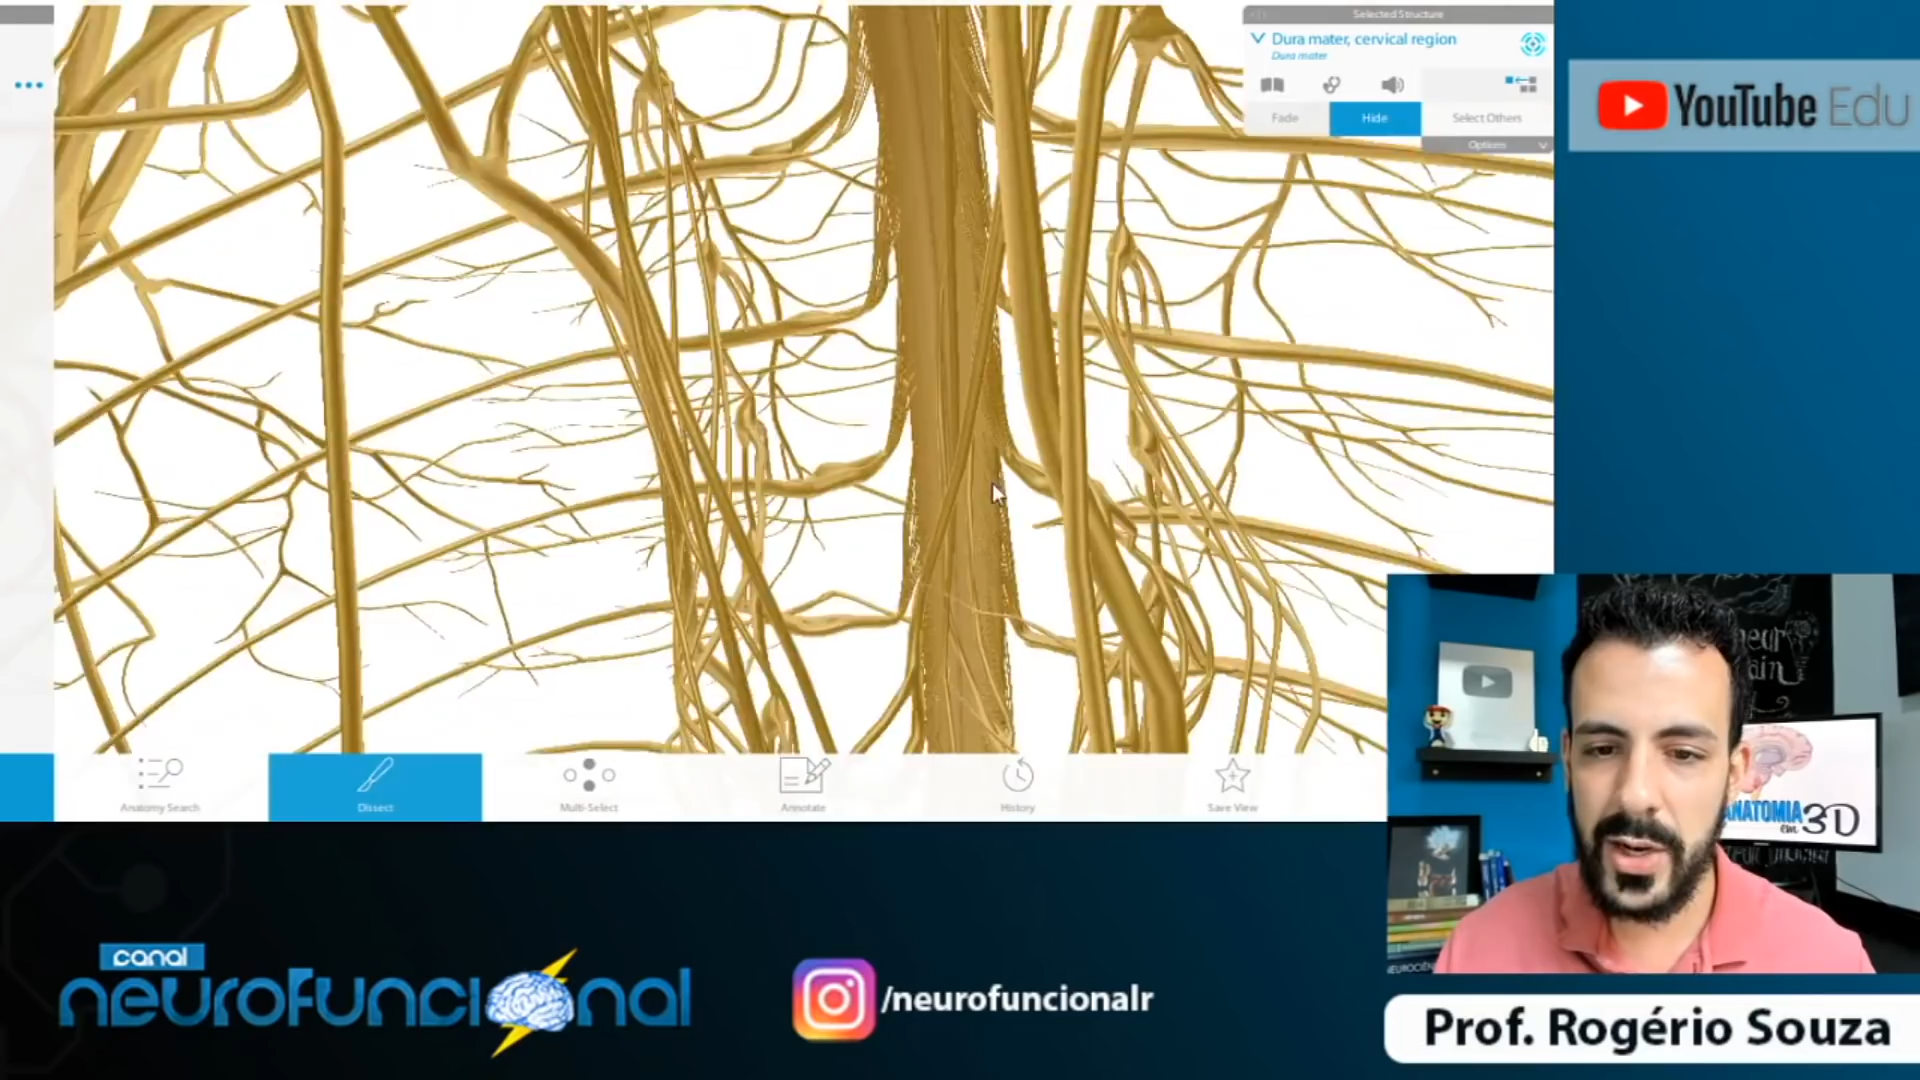 Selected Structure
Dura mater, cervical region
Dura mater
Fade
Hide
Select Others
Options
YouTube Edu
Anatomy Search
Dissect
Multi-Select
Annotate
History
Save View
ANATOMIA
em 3D
canal
neurofuncional
/neurofuncionalr
Prof. Rogério Souza